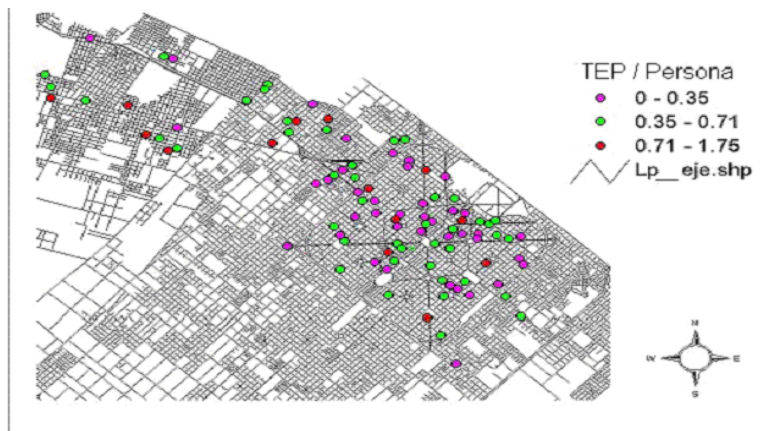 TEP / Persona
0 - 0.35
0.35 - 0.71
0.71 - 1.75
Lp__eje.shp
N
W E
S